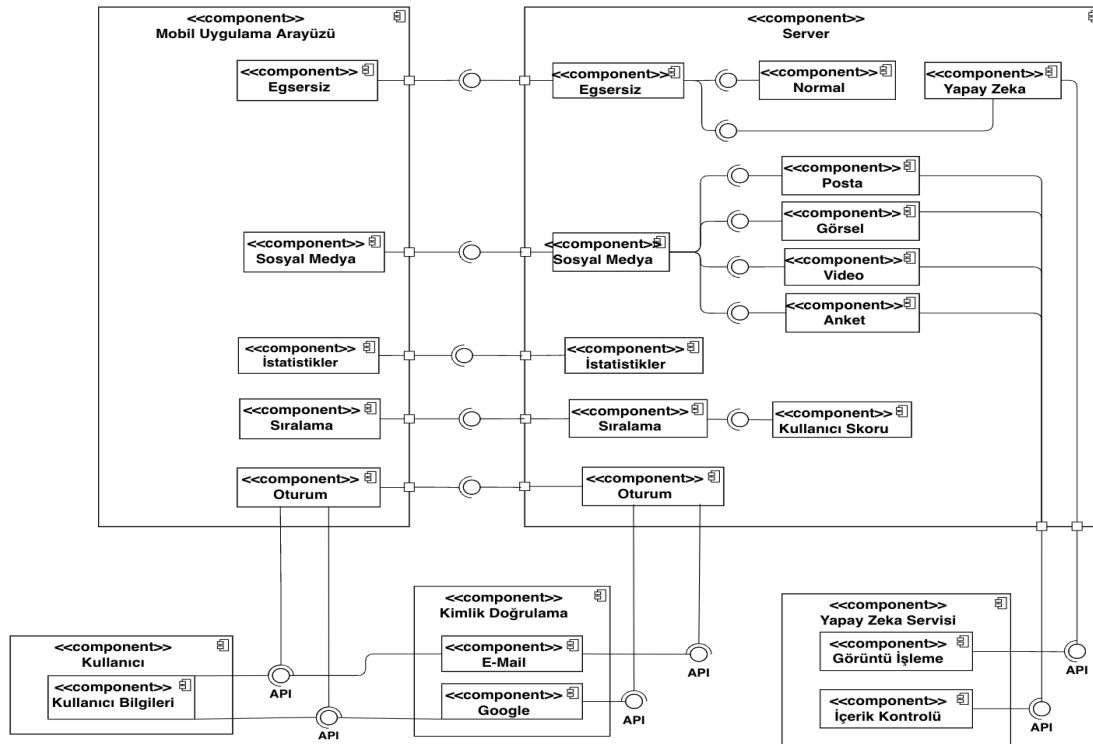 <<component>>
Mobil Uygulama Arayüzü
<<component>>
Egsersiz
<<component>>
Sosyal Medya
<<component>>
İstatistikler
<<component>>
Sıralama
<<component>>
Oturum
<<component>>
Server
<<component>>
Egsersiz
<<component>>
Normal
<<component>>
Yapay Zeka
<<component>>
Posta
<<component>>
Görsel
<<component>>
Sosyal Medya
<<component>>
Video
<<component>>
Anket
<<component>>
İstatistikler
<<component>>
Sıralama
<<component>>
Kullanıcı Skoru
<<component>>
Oturum
<<component>>
Kullanıcı
<<component>>
Kullanıcı Bilgileri
API
API
<<component>>
Kimlik Doğrulama
<<component>>
E-Mail
<<component>>
Google
API
API
<<component>>
Yapay Zeka Servisi
<<component>>
Görüntü İşleme
<<component>>
İçerik Kontrolü
API
API